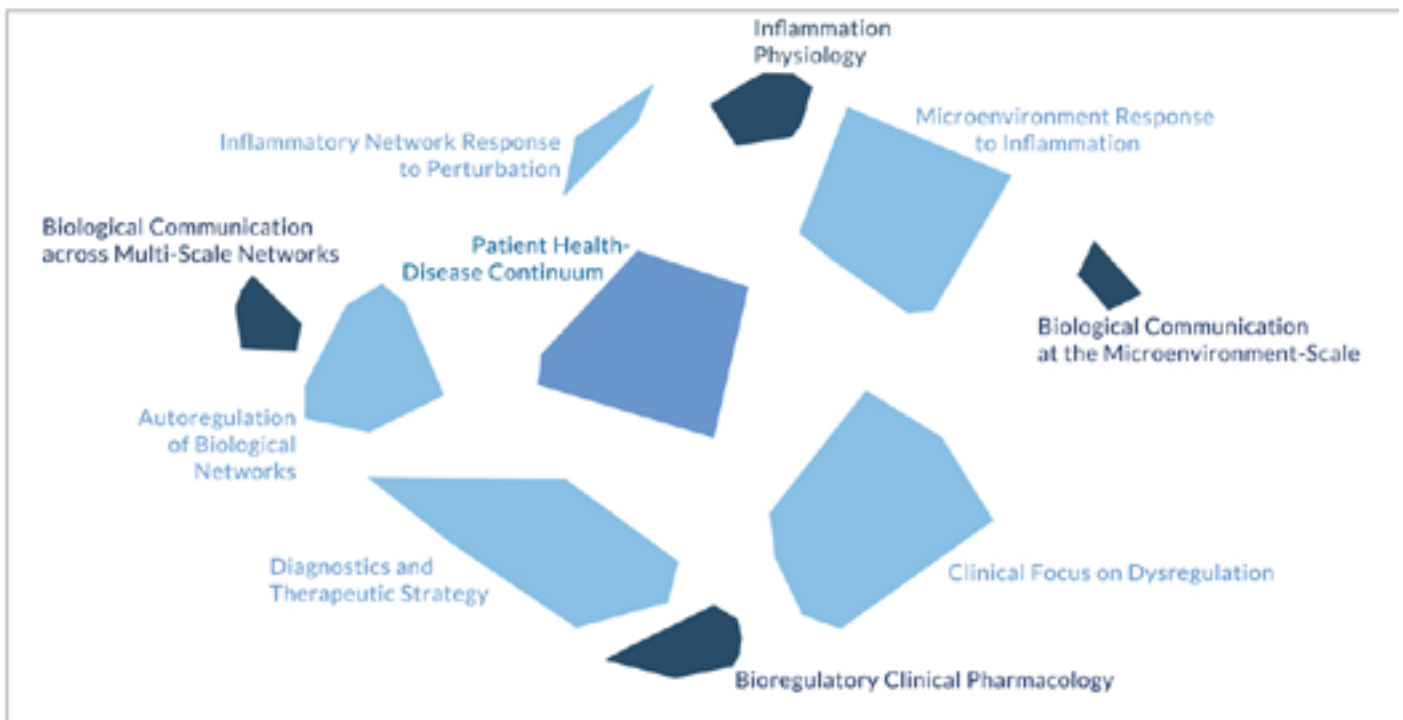 Inflammation
Physiology
Microenvironment Response
to Inflammation
Inflammatory Network Response
to Perturbation
Biological Communication
across Multi-Scale Networks
Patient Health-
Disease Continuum
Biological Communication
at the Microenvironment-Scale
Autoregulation
of Biological
Networks
Diagnostics and
Therapeutic Strategy
Clinical Focus on Dysregulation
Bioregulatory Clinical Pharmacology